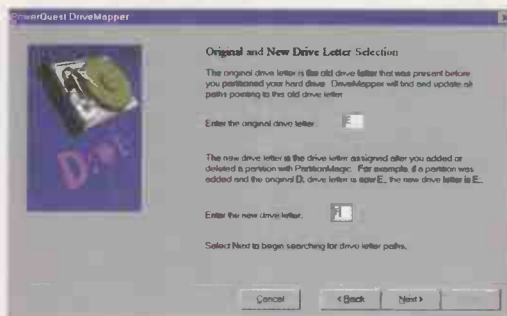 PowerQuest DriveMapper
Original and New Drive Letter Selection
The original drive letter is the old drive letter that was present before
you partitioned your hard drive. DriveMapper will find and update all
paths pointing to this old drive letter
Enter the original drive letter.
The new drive letter is the drive letter assigned after you added or
deleted a partition with PartitionMagic. For example, if a partition was
added and the original D: drive letter is now E:, the new drive letter is E:.
Enter the new drive letter.
Select Next to begin searching for drive letter paths.
Drive
Cancel
< Back
Next >